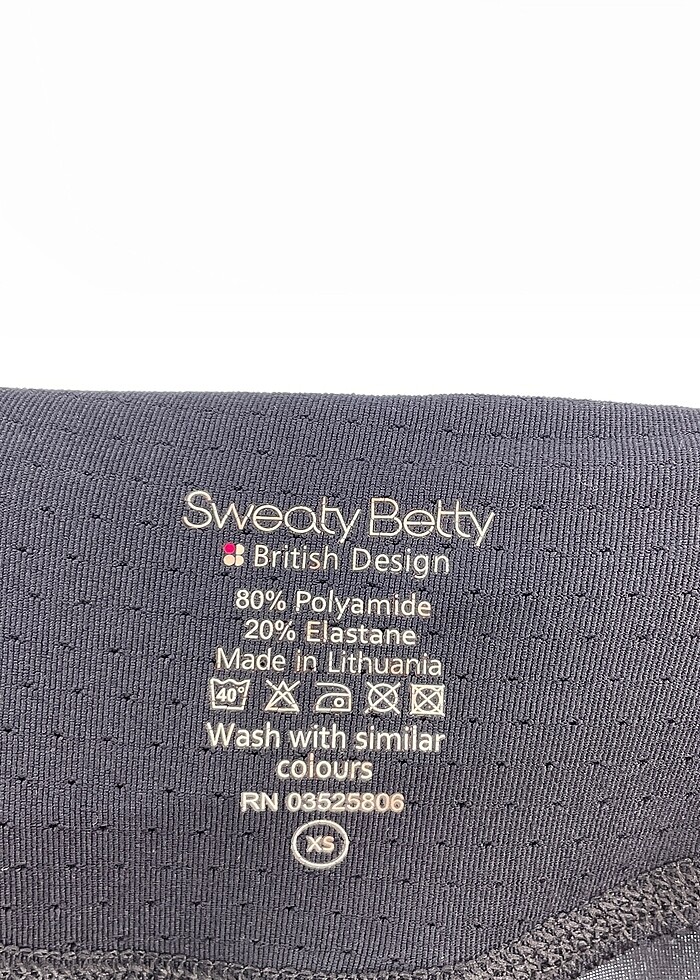 Sweaty Betty
British Design
80% Polyamide
20% Elastane
Made in Lithuania
40°
Wash with similar
colours
RN 03525806
XS